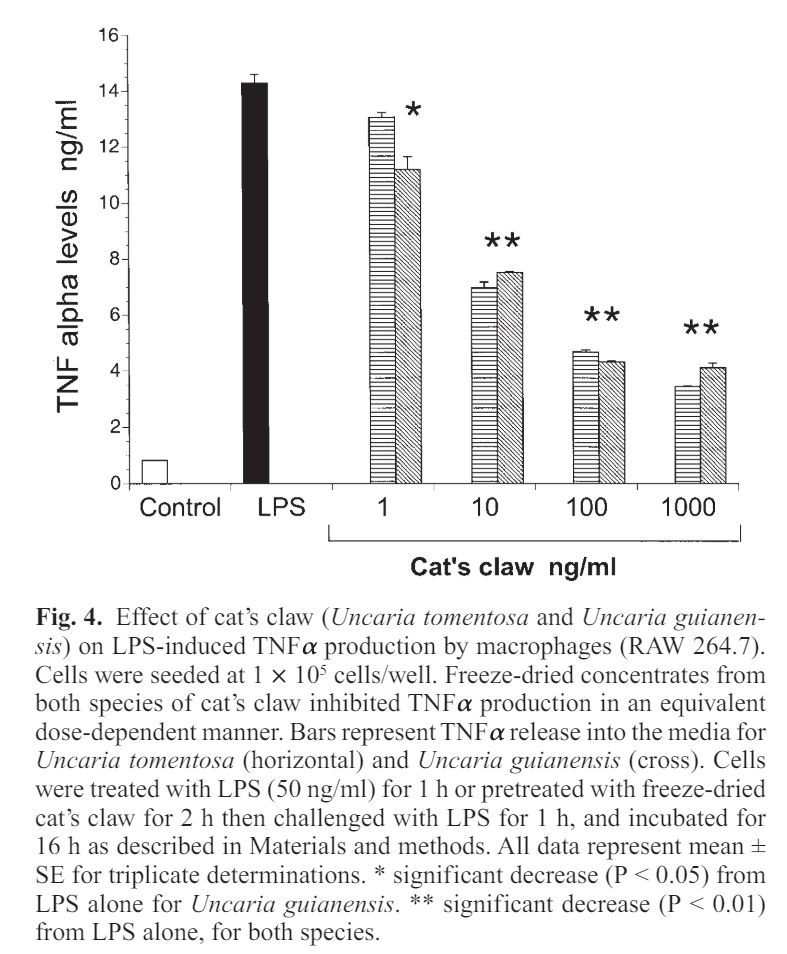 16
14
12
10
8
6
4
2
0
TNF alpha levels ng/ml
*
**
**
**
Control LPS 1 10 100 1000
Cat's claw ng/ml
Fig. 4. Effect of cat’s claw (Uncaria tomentosa and Uncaria guianen-
sis) on LPS-induced TNFα production by macrophages (RAW 264.7).
Cells were seeded at 1 × 10⁵ cells/well. Freeze-dried concentrates from
both species of cat’s claw inhibited TNFα production in an equivalent
dose-dependent manner. Bars represent TNFα release into the media for
Uncaria tomentosa (horizontal) and Uncaria guianensis (cross). Cells
were treated with LPS (50 ng/ml) for 1 h or pretreated with freeze-dried
cat’s claw for 2 h then challenged with LPS for 1 h, and incubated for
16 h as described in Materials and methods. All data represent mean ±
SE for triplicate determinations. * significant decrease (P < 0.05) from
LPS alone for Uncaria guianensis. ** significant decrease (P < 0.01)
from LPS alone, for both species.